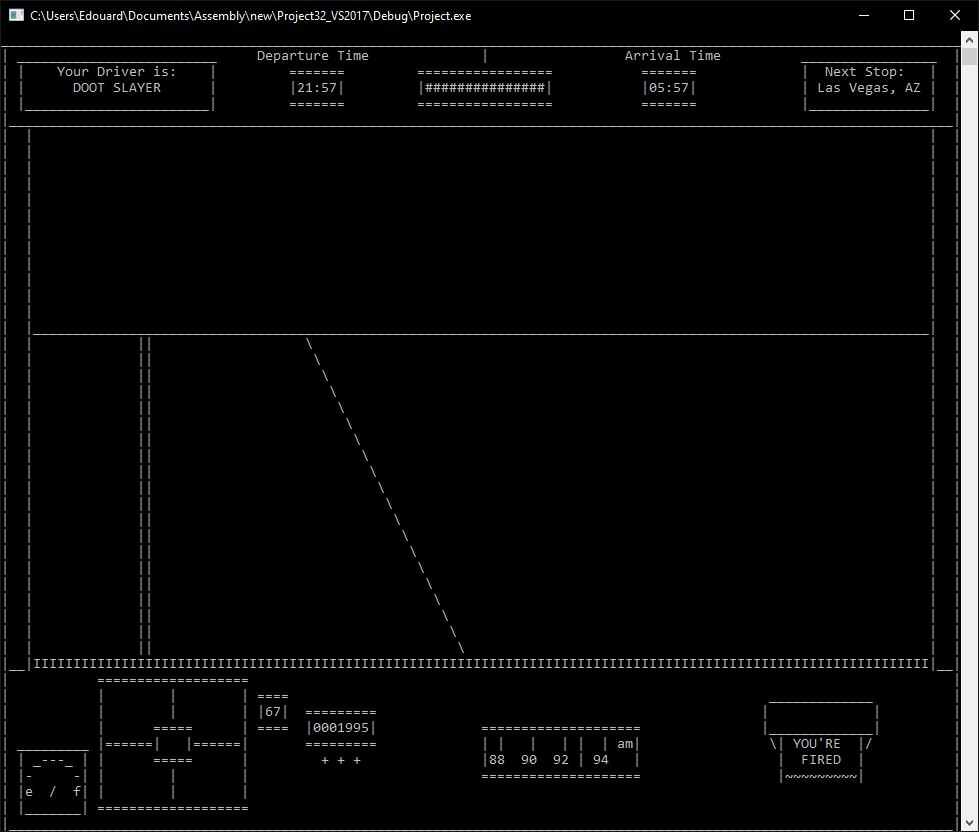 C:\Users\Edouard\Documents\Assembly\new\Project32_VS2017\Debug\Project.exe
Departure Time | Arrival Time
Your Driver is: ======= ================= ======= Next Stop:
DOOT SLAYER |21:57| |###############| |05:57| Las Vegas, AZ
======= ================= =======
IIIIIIIIIIIIIIIIIIIIIIIIIIIIIIIIIIIIIIIIIIIIIIIIIIIIIIIIIIIIIIIIIIIIIIIIIIIIIIIIIIIIIIIIIIIIIIIIIIIIIIIIIIIIIIII
|67|
|0001995|
am
YOU'RE
+ + +
88 90 92 | 94
FIRED
e / f